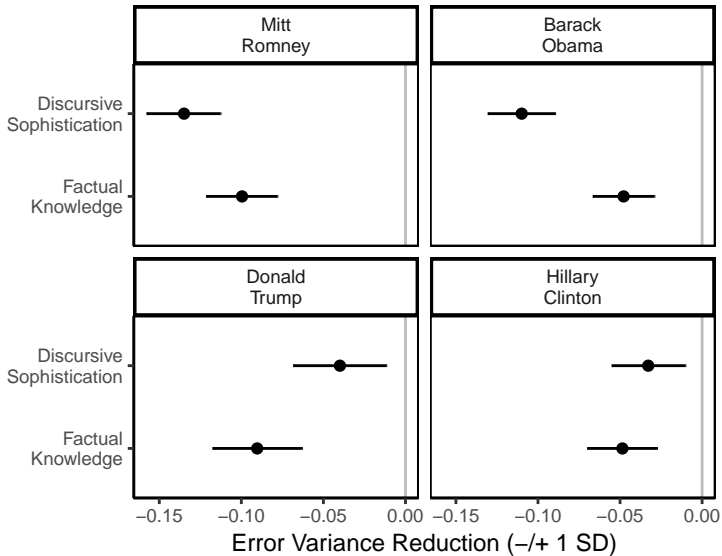 Mitt
Romney
Barack
Obama
Discursive
Sophistication
Factual
Knowledge
Donald
Trump
Hillary
Clinton
Discursive
Sophistication
Factual
Knowledge
−0.15 −0.10 −0.05 0.00 −0.15 −0.10 −0.05 0.00
Error Variance Reduction (−/+ 1 SD)